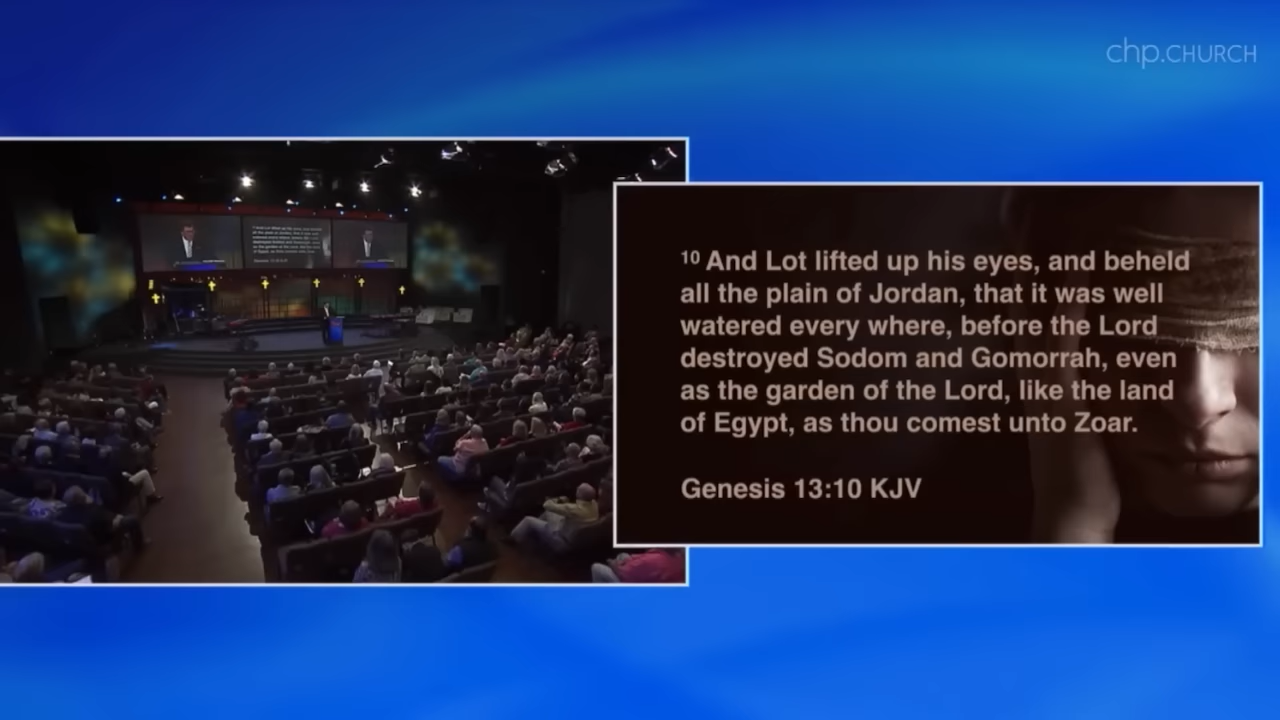 chp.CHURCH
10 And Lot lifted up his eyes, and beheld
all the plain of Jordan, that it was well
watered every where, before the Lord
destroyed Sodom and Gomorrah, even
as the garden of the Lord, like the land
of Egypt, as thou comest unto Zoar.
Genesis 13:10 KJV